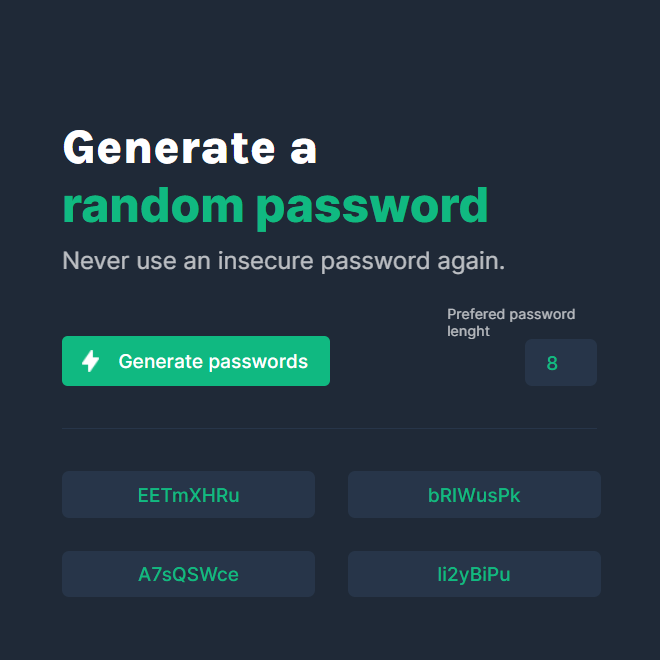 Generate a
random password
Never use an insecure password again.
Prefered password
lenght
Generate passwords
8
EETmXHRu
bRIWusPk
A7sQSWce
Ii2yBiPu